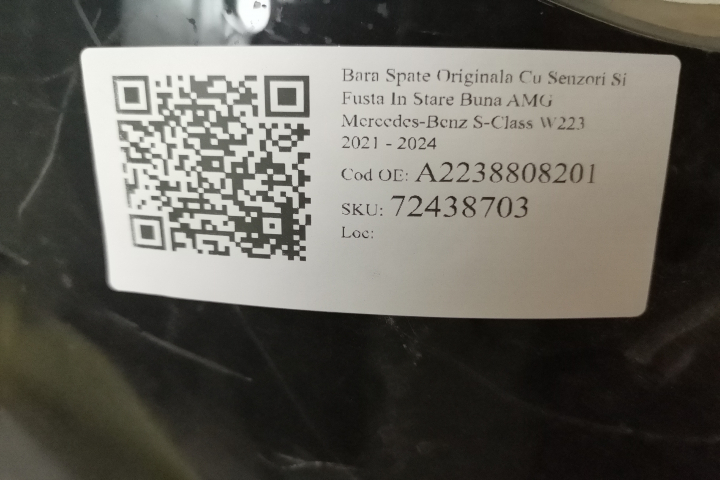 Bara Spate Originala Cu Senzori Si
Fusta In Stare Buna AMG
Mercedes-Benz S-Class W223
2021 - 2024
Cod OE: A2238808201
SKU: 72438703
Loc: